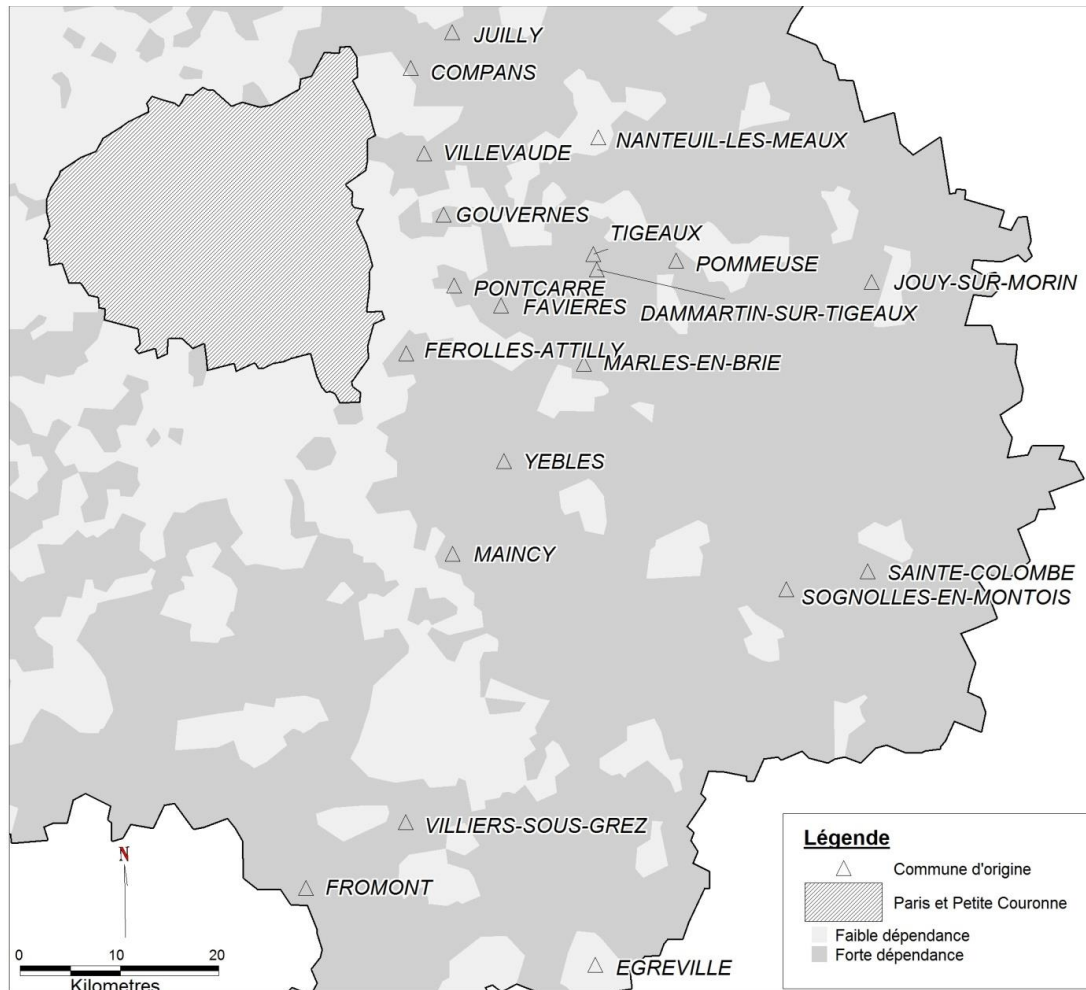 JUILLY
COMPANS
NANTEUIL-LES-MEAUX
VILLEVAUDE
GOUVERNES
TIGEAUX
POMMEUSE
JOUY-SUR-MORIN
PONTCARRE
FAVIERES
DAMMARTIN-SUR-TIGEAUX
FEROLLES-ATTILLY
MARLES-EN-BRIE
YEBLES
MAINCY
SAINTE-COLOMBE
SOGNOLLES-EN-MONTOIS
VILLIERS-SOUS-GREZ
FROMONT
EGREVILLE
N
0 10 20
Kilometres
Légende
Commune d'origine
Paris et Petite Couronne
Faible dépendance
Forte dépendance